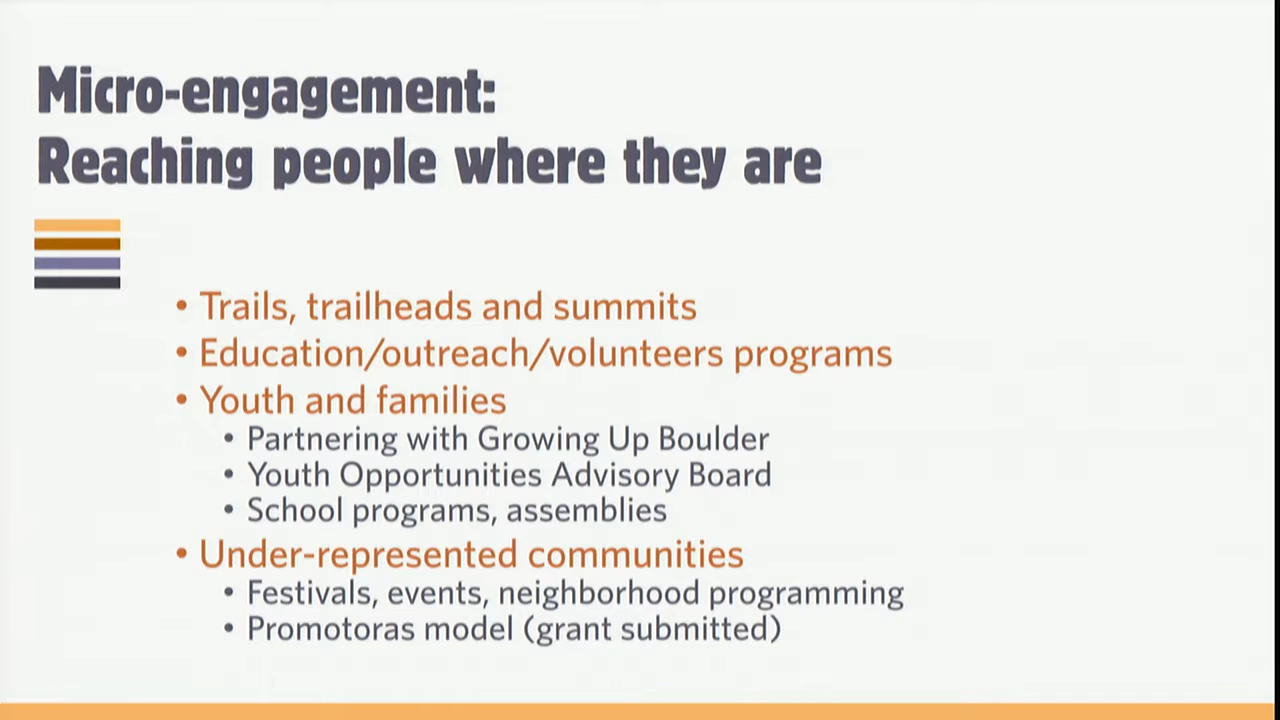 Micro-engagement:
Reaching people where they are
• Trails, trailheads and summits
• Education/outreach/volunteers programs
• Youth and families
• Partnering with Growing Up Boulder
• Youth Opportunities Advisory Board
• School programs, assemblies
• Under-represented communities
• Festivals, events, neighborhood programming
• Promotoras model (grant submitted)